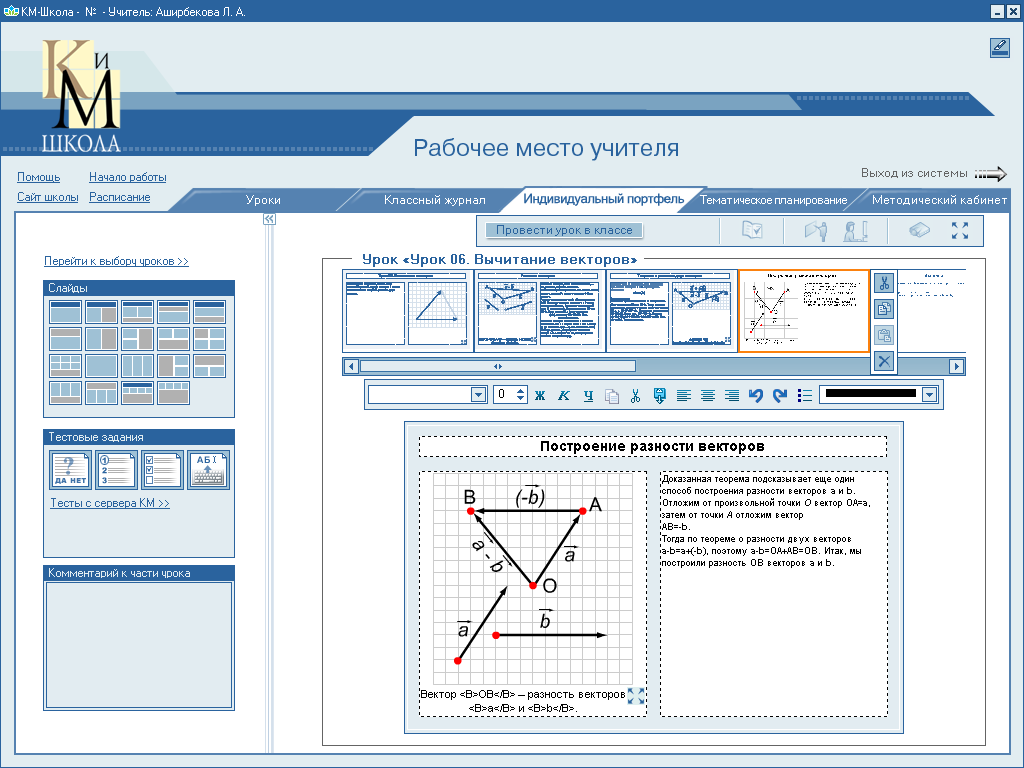 КМ-Школа - № - Учитель: Аширбекова Л. А.
К и М
ШКОЛА
Рабочее место учителя
Помощь Начало работы
Сайт школы Расписание
Выход из системы
Уроки Классный журнал Индивидуальный портфель Тематическое планирование Методический кабинет
Провести урок в классе
Перейти к выбору уроков >>
Слайды
Тестовые задания
? ДА НЕТ
1 2 3
АБ
Тесты с сервера КМ >>
Комментарий к части урока
Урок «Урок 06. Вычитание векторов»
0 Ж К Ч
Построение разности векторов
B (-b) A
a - b
a
O
a
b
Вектор <B>OB</B> – разность векторов
<B>a</B> и <B>b</B>.
Доказанная теорема подсказывает еще один
способ построения разности векторов a и b.
Отложим от произвольной точки O вектор OA=a,
затем от точки A отложим вектор
AB=-b.
Тогда по теореме о разности двух векторов
a-b=a+(-b), поэтому a-b=OA+AB=OB. Итак, мы
построили разность OB векторов a и b.